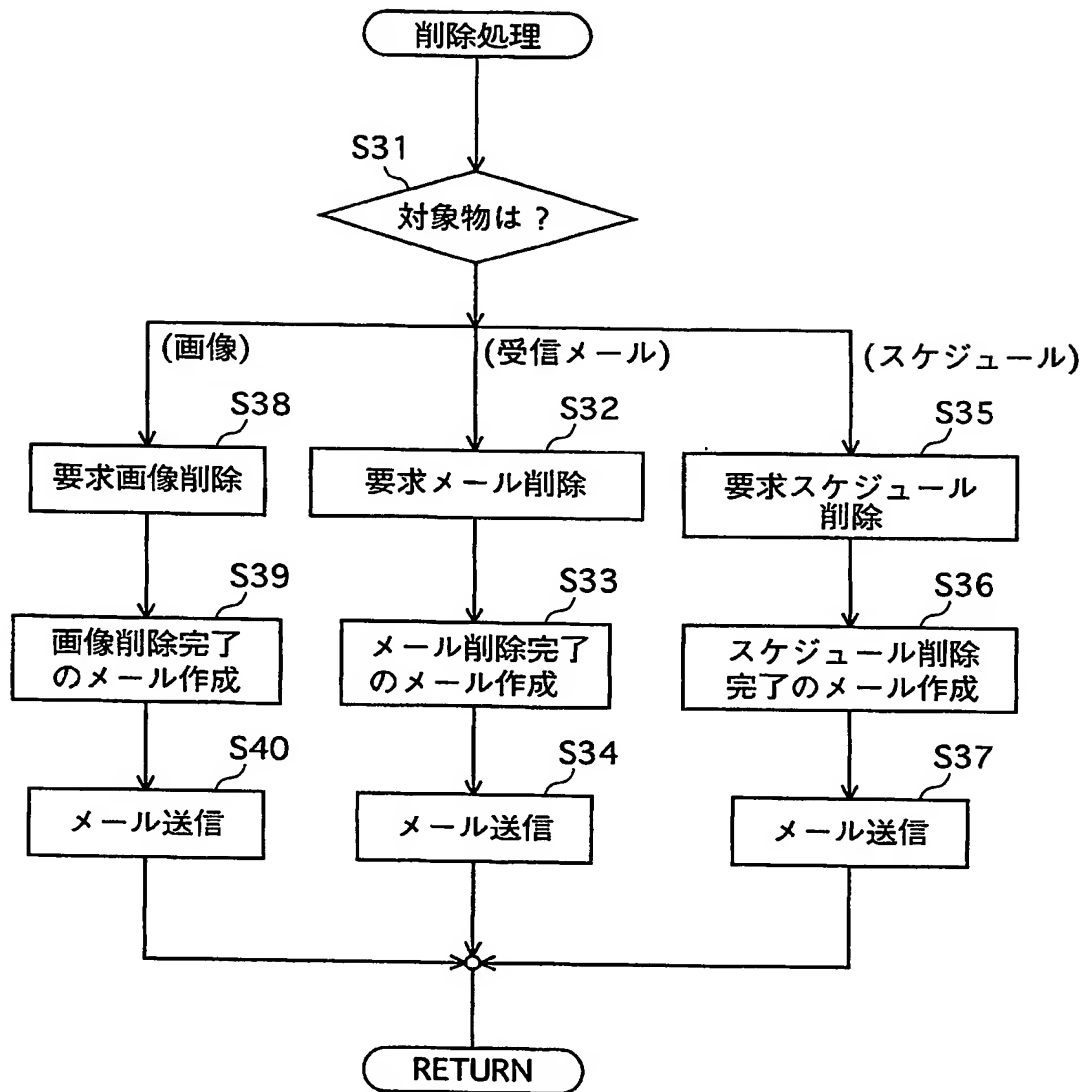 削除処理
S31
対象物は?
(画像)
(受信メール)
(スケジュール)
S38
要求画像削除
S32
要求メール削除
S35
要求スケジュール
削除
S39
画像削除完了
のメール作成
S33
メール削除完了
のメール作成
S36
スケジュール削除
完了のメール作成
S40
メール送信
S34
メール送信
S37
メール送信
RETURN